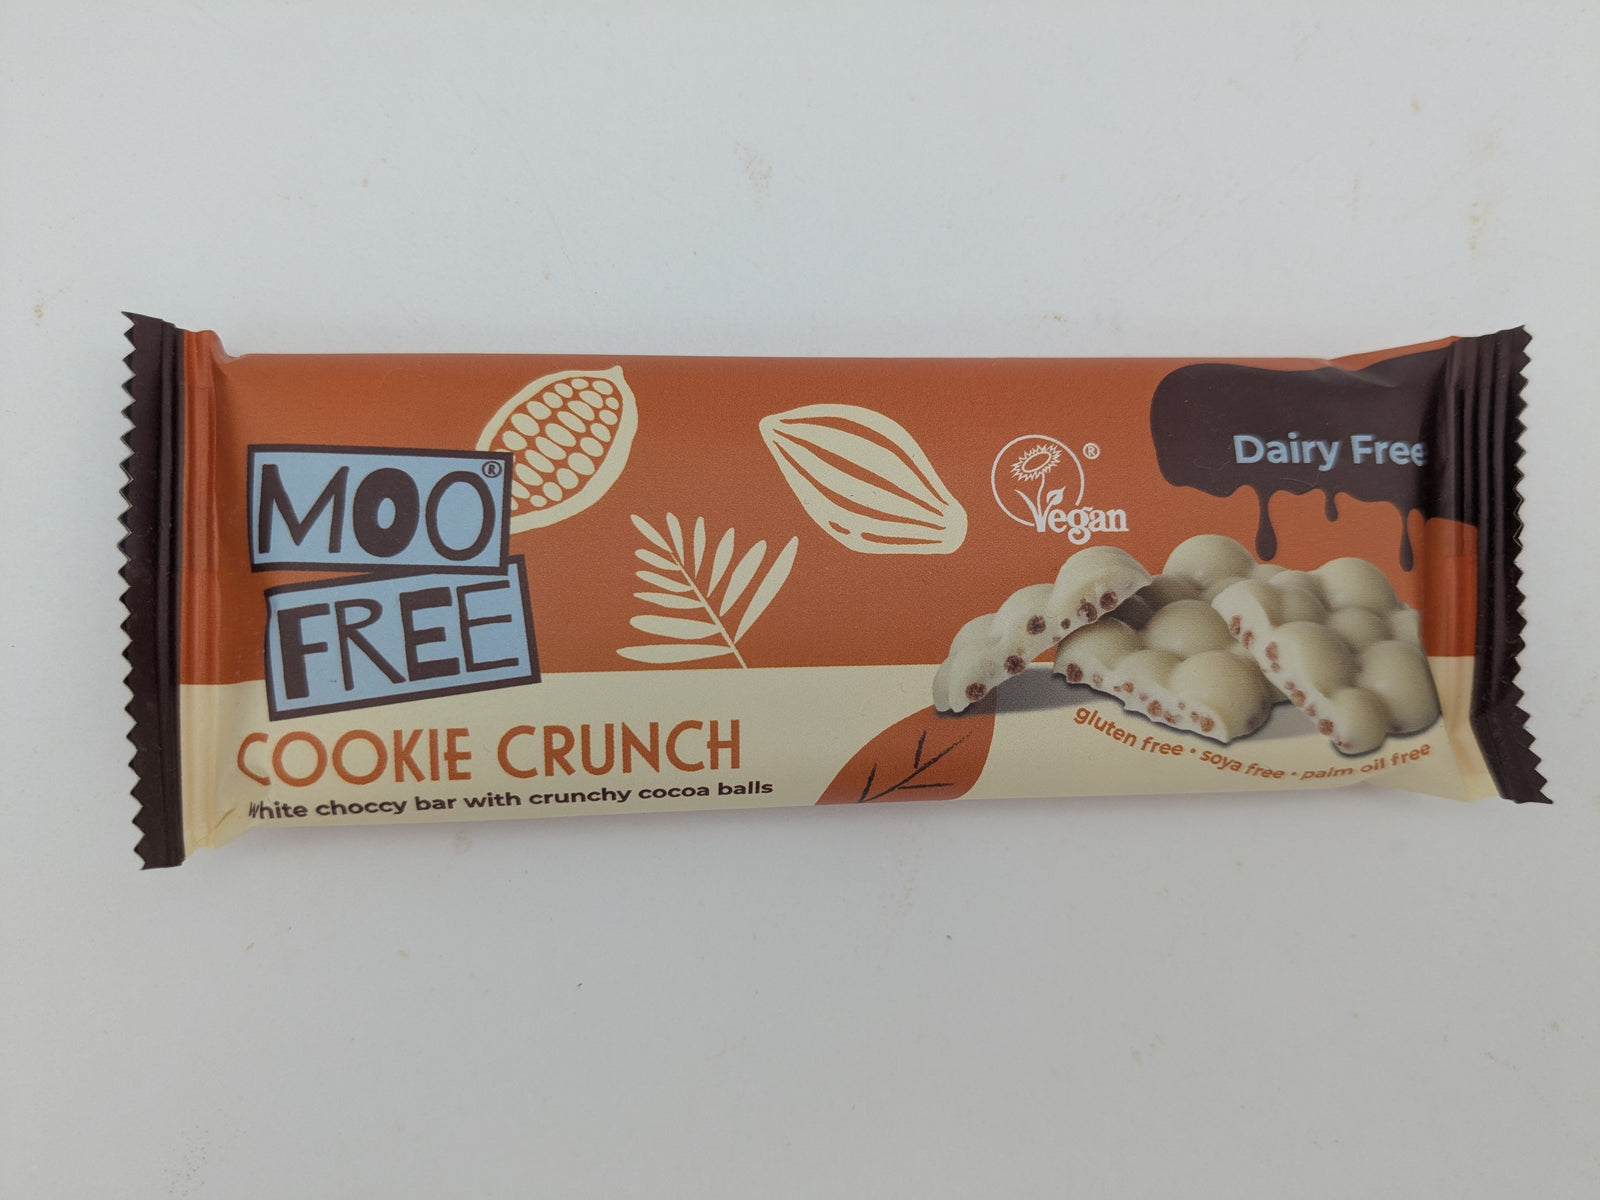 MOO®
FREE
COOKIE CRUNCH
White choccy bar with crunchy cocoa balls
Vegan®
Dairy Free
gluten free • soya free • palm oil free